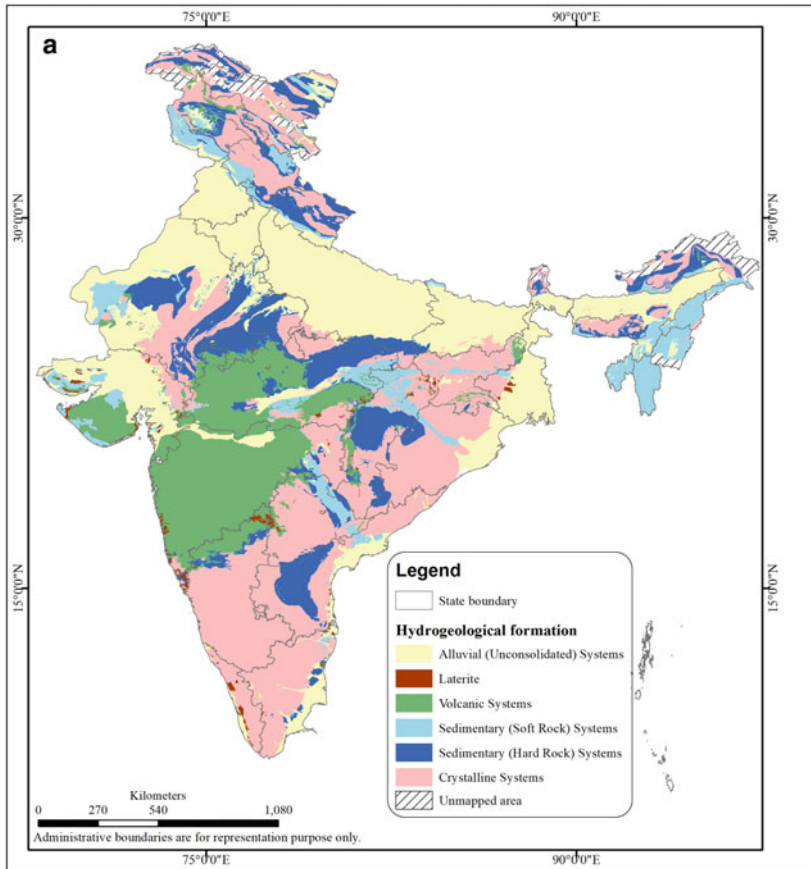 75°0'0"E 90°0'0"E
a
30°0'0"N 30°0'0"N
15°0'0"N 15°0'0"N
Legend
State boundary
Hydrogeological formation
Alluvial (Unconsolidated) Systems
Laterite
Volcanic Systems
Sedimentary (Soft Rock) Systems
Sedimentary (Hard Rock) Systems
Crystalline Systems
Unmapped area
Kilometers
0 270 540 1,080
Administrative boundaries are for representation purpose only.
75°0'0"E 90°0'0"E